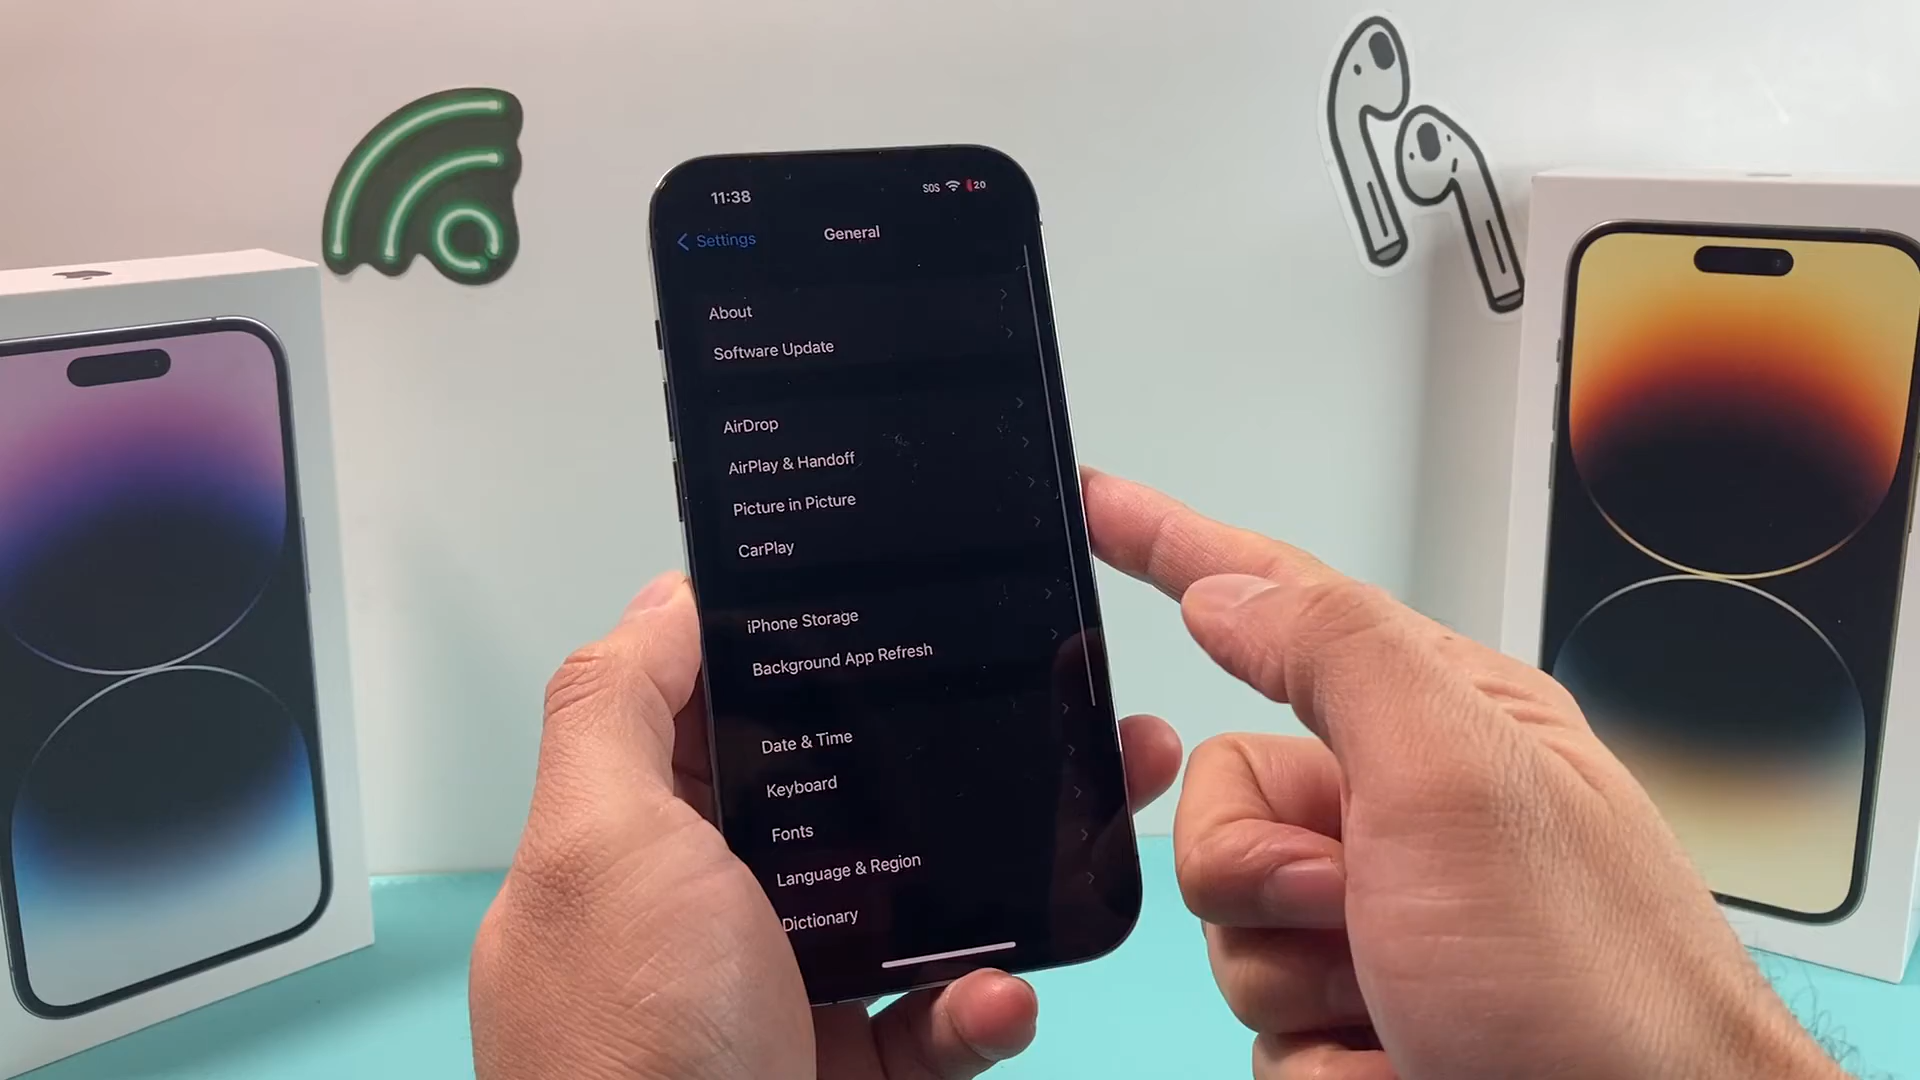 11:38
SOS
20
Settings
General
About
Software Update
AirDrop
AirPlay & Handoff
Picture in Picture
CarPlay
iPhone Storage
Background App Refresh
Date & Time
Keyboard
Fonts
Language & Region
Dictionary